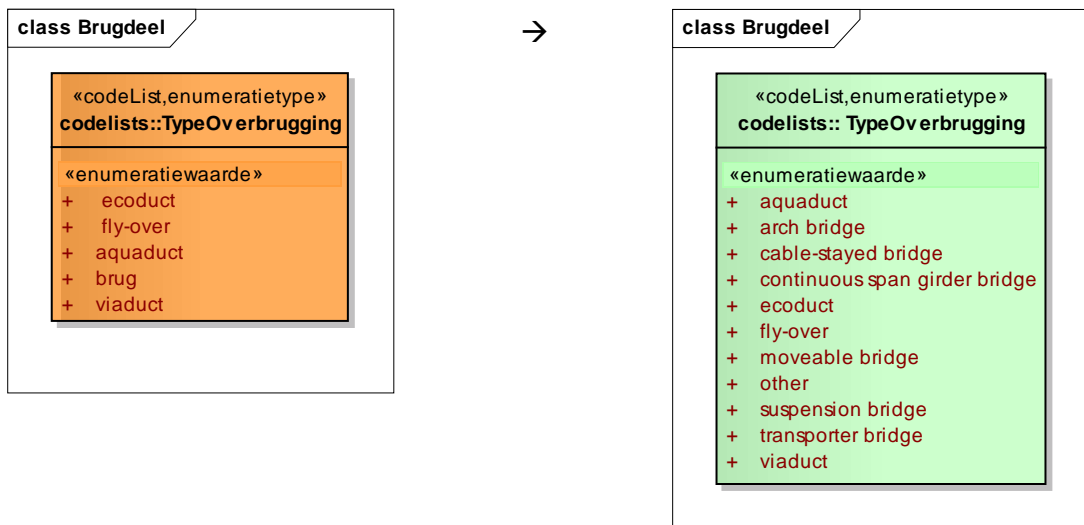 class Brugdeel
«codeList,enumeratietype»
codelists::TypeOverbrugging
«enumeratiewaarde»
+ ecoduct
+ fly-over
+ aquaduct
+ brug
+ viaduct
→
class Brugdeel
«codeList,enumeratietype»
codelists:: TypeOverbrugging
«enumeratiewaarde»
+ aquaduct
+ arch bridge
+ cable-stayed bridge
+ continuous span girder bridge
+ ecoduct
+ fly-over
+ moveable bridge
+ other
+ suspension bridge
+ transporter bridge
+ viaduct